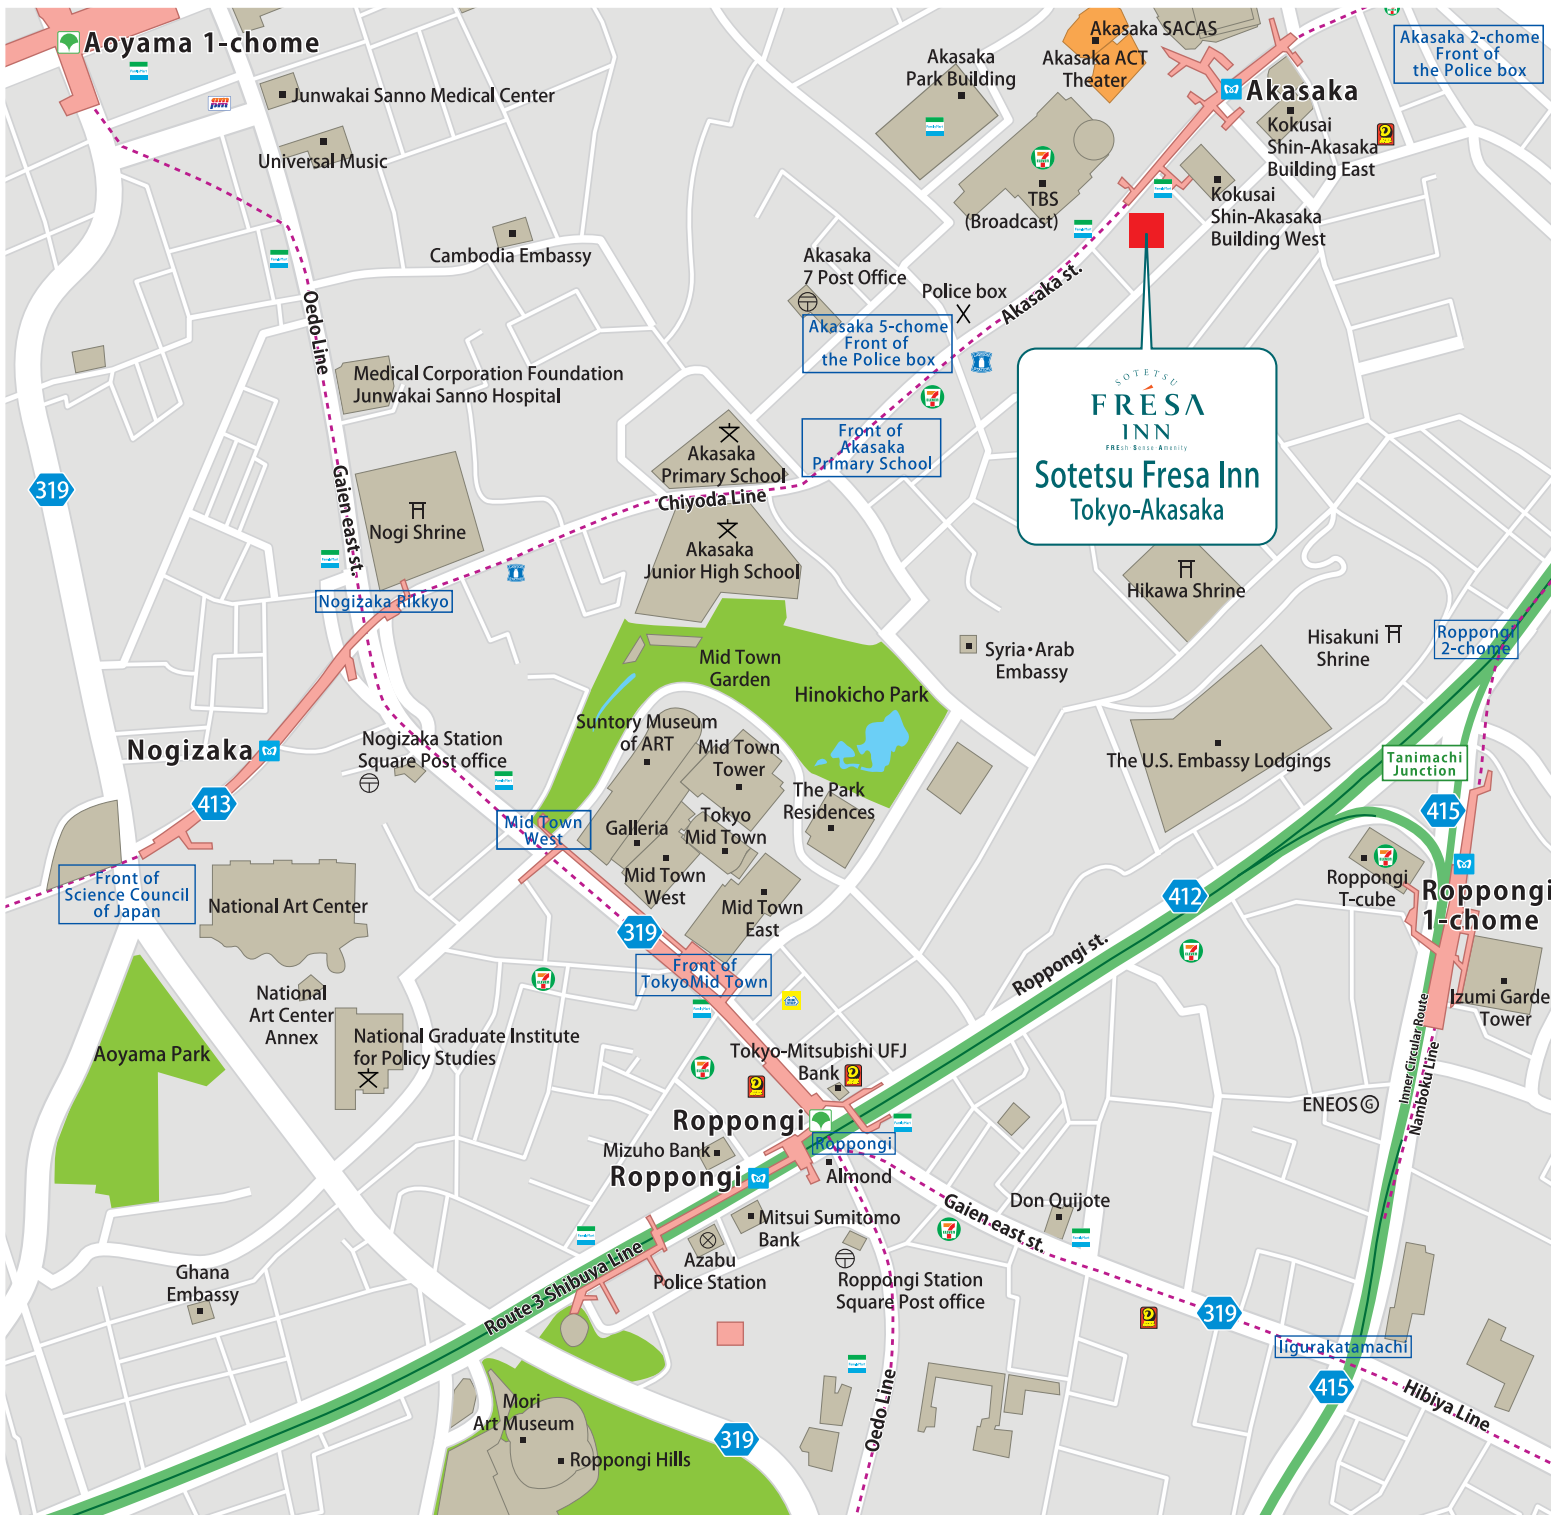 Aoyama 1-chome
Junwakai Sanno Medical Center
Universal Music
Cambodia Embassy
Akasaka
Park Building
Akasaka SACAS
Akasaka ACT
Theater
Akasaka 2-chome
Front of
the Police box
Akasaka
Kokusai
Shin-Akasaka
Building East
Kokusai
Shin-Akasaka
Building West
TBS
(Broadcast)
Akasaka
7 Post Office
Police box
Akasaka st.
Akasaka 5-chome
Front of
the Police box
SOTETSU
FRÉSA
INN
FREsh·Sense·Amenity
Sotetsu Fresa Inn
Tokyo-Akasaka
Oedo Line
Medical Corporation Foundation
Junwakai Sanno Hospital
Front of
Akasaka
Primary School
Akasaka
Primary School
Chiyoda Line
319
Gaien east st.
Nogi Shrine
Akasaka
Junior High School
Hikawa Shrine
Nogizaka Rikkyo
Hisakuni
Shrine
Roppongi
2-chome
Syria•Arab
Embassy
Mid Town
Garden
Hinokicho Park
Suntory Museum
of ART
Mid Town
Tower
Nogizaka
Nogizaka Station
Square Post office
The U.S. Embassy Lodgings
Tanimachi
Junction
413
The Park
Residences
415
Mid Town
West
Galleria
Tokyo
Mid Town
Mid Town
West
Mid Town
East
Front of
Science Council
of Japan
National Art Center
412
Roppongi
T-cube
Roppongi
1-chome
319
Front of
TokyoMid Town
Roppongi st.
National
Art Center
Annex
Izumi Garde
Tower
Aoyama Park
National Graduate Institute
for Policy Studies
Tokyo-Mitsubishi UFJ
Bank
Inner Circular Route
Namboku Line
ENEOS
G
Roppongi
Roppongi
Mizuho Bank
Roppongi
Almond
Don Quijote
Gaien east st.
Mitsui Sumitomo
Bank
Azabu
Police Station
Route 3 Shibuya Line
Roppongi Station
Square Post office
Ghana
Embassy
319
Iigurakatamachi
415
Hibiya Line
Oedo Line
Mori
Art Museum
Roppongi Hills
319